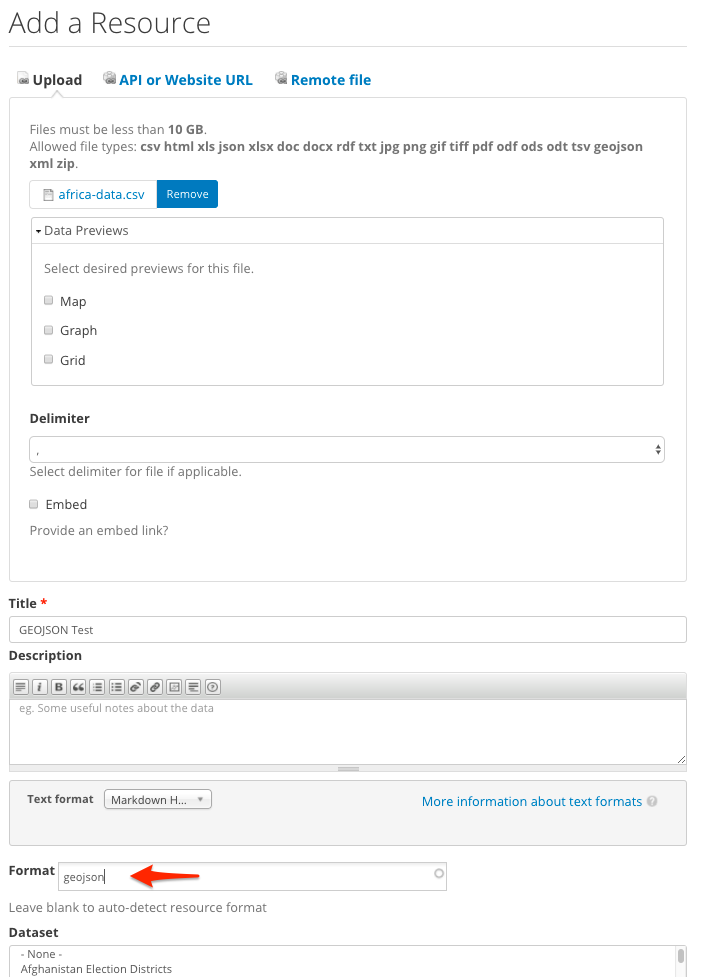 Add a Resource
Upload API or Website URL Remote file
Files must be less than 10 GB.
Allowed file types: csv html xls json xlsx doc docx rdf txt jpg png gif tiff pdf odf ods odt tsv geojson
xml zip.
africa-data.csv Remove
Data Previews
Select desired previews for this file.
Map
Graph
Grid
Delimiter
,
Select delimiter for file if applicable.
Embed
Provide an embed link?
Title *
GEOJSON Test
Description
eg. Some useful notes about the data
Text format Markdown H... More information about text formats
Format geojson
Leave blank to auto-detect resource format
Dataset
- None -
Afghanistan Election Districts